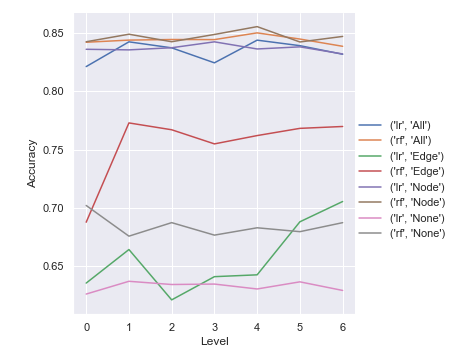 0.85
0.80
0.75
0.70
0.65
Accuracy
0 1 2 3 4 5 6
Level
('lr', 'All')
('rf', 'All')
('lr', 'Edge')
('rf', 'Edge')
('lr', 'Node')
('rf', 'Node')
('lr', 'None')
('rf', 'None')